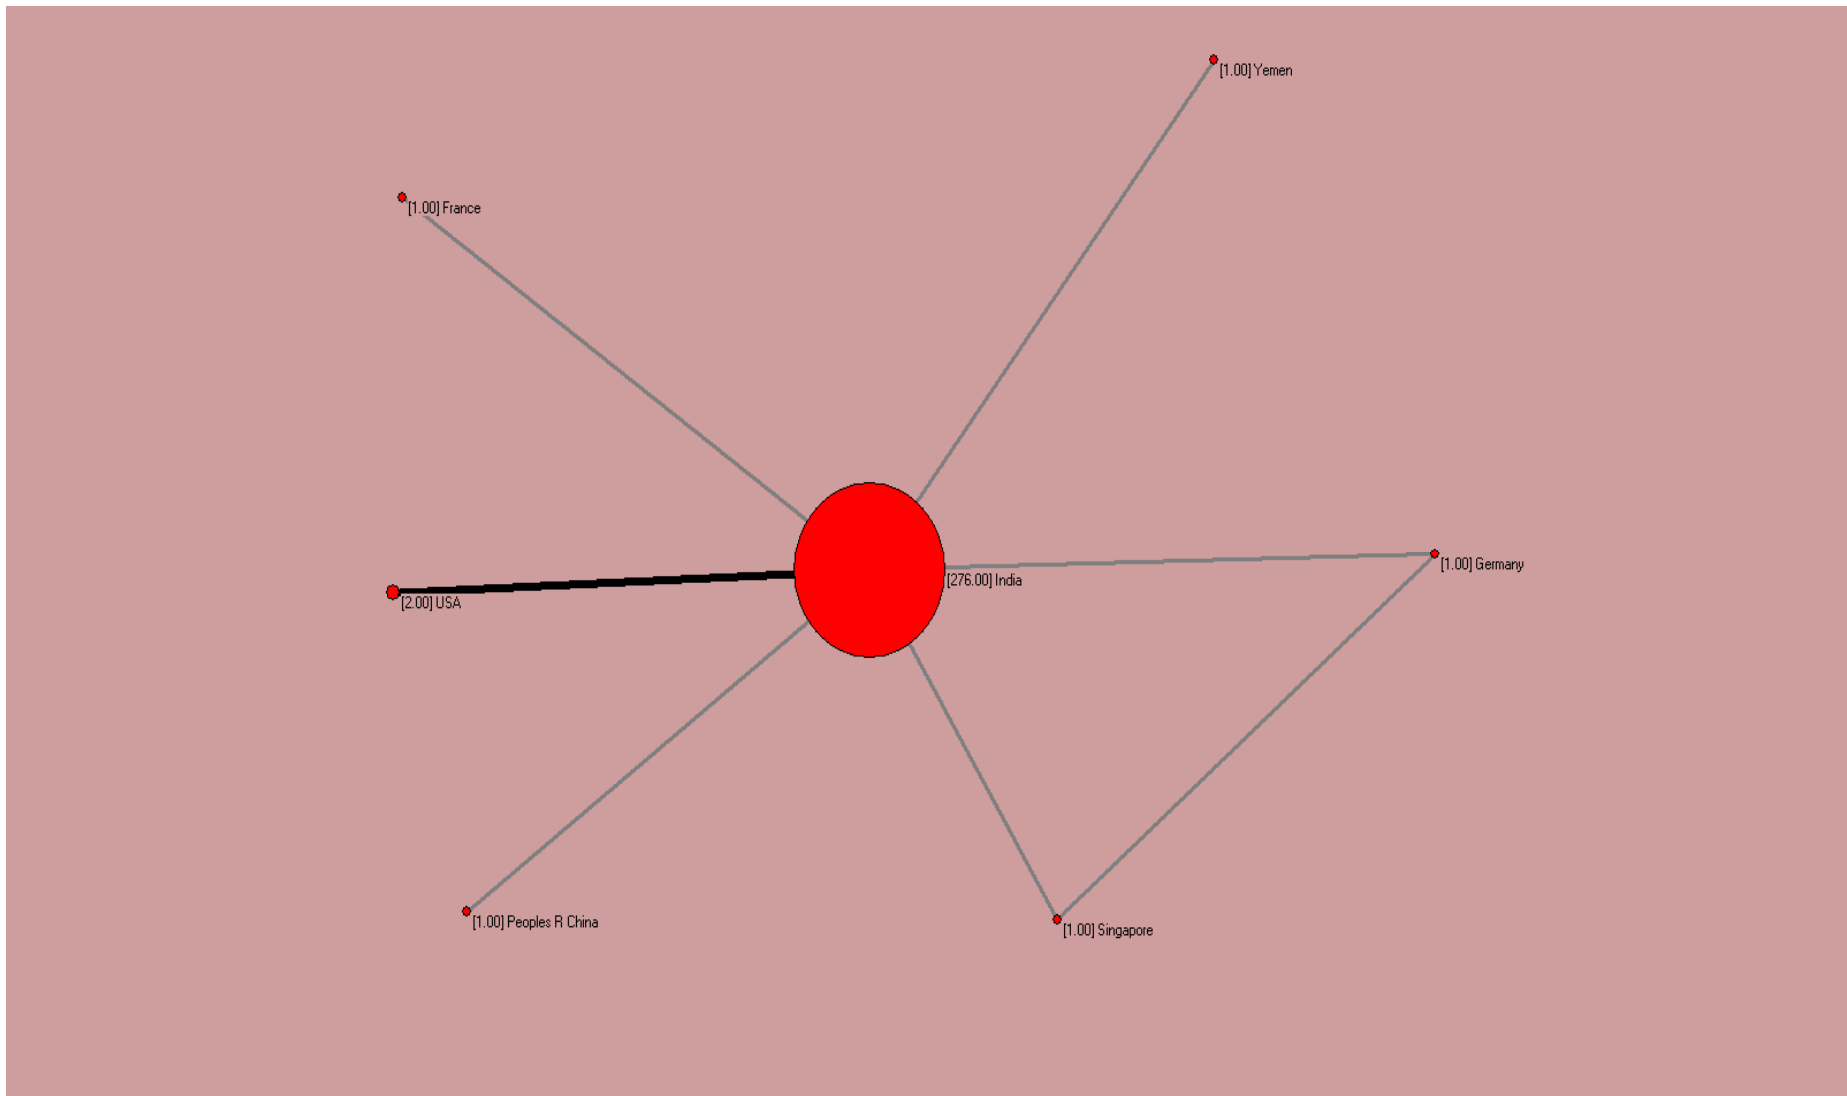 [1.00] Yemen
[1.00] France
[1.00] Germany
[276.00] India
[2.00] USA
[1.00] Peoples R China
[1.00] Singapore